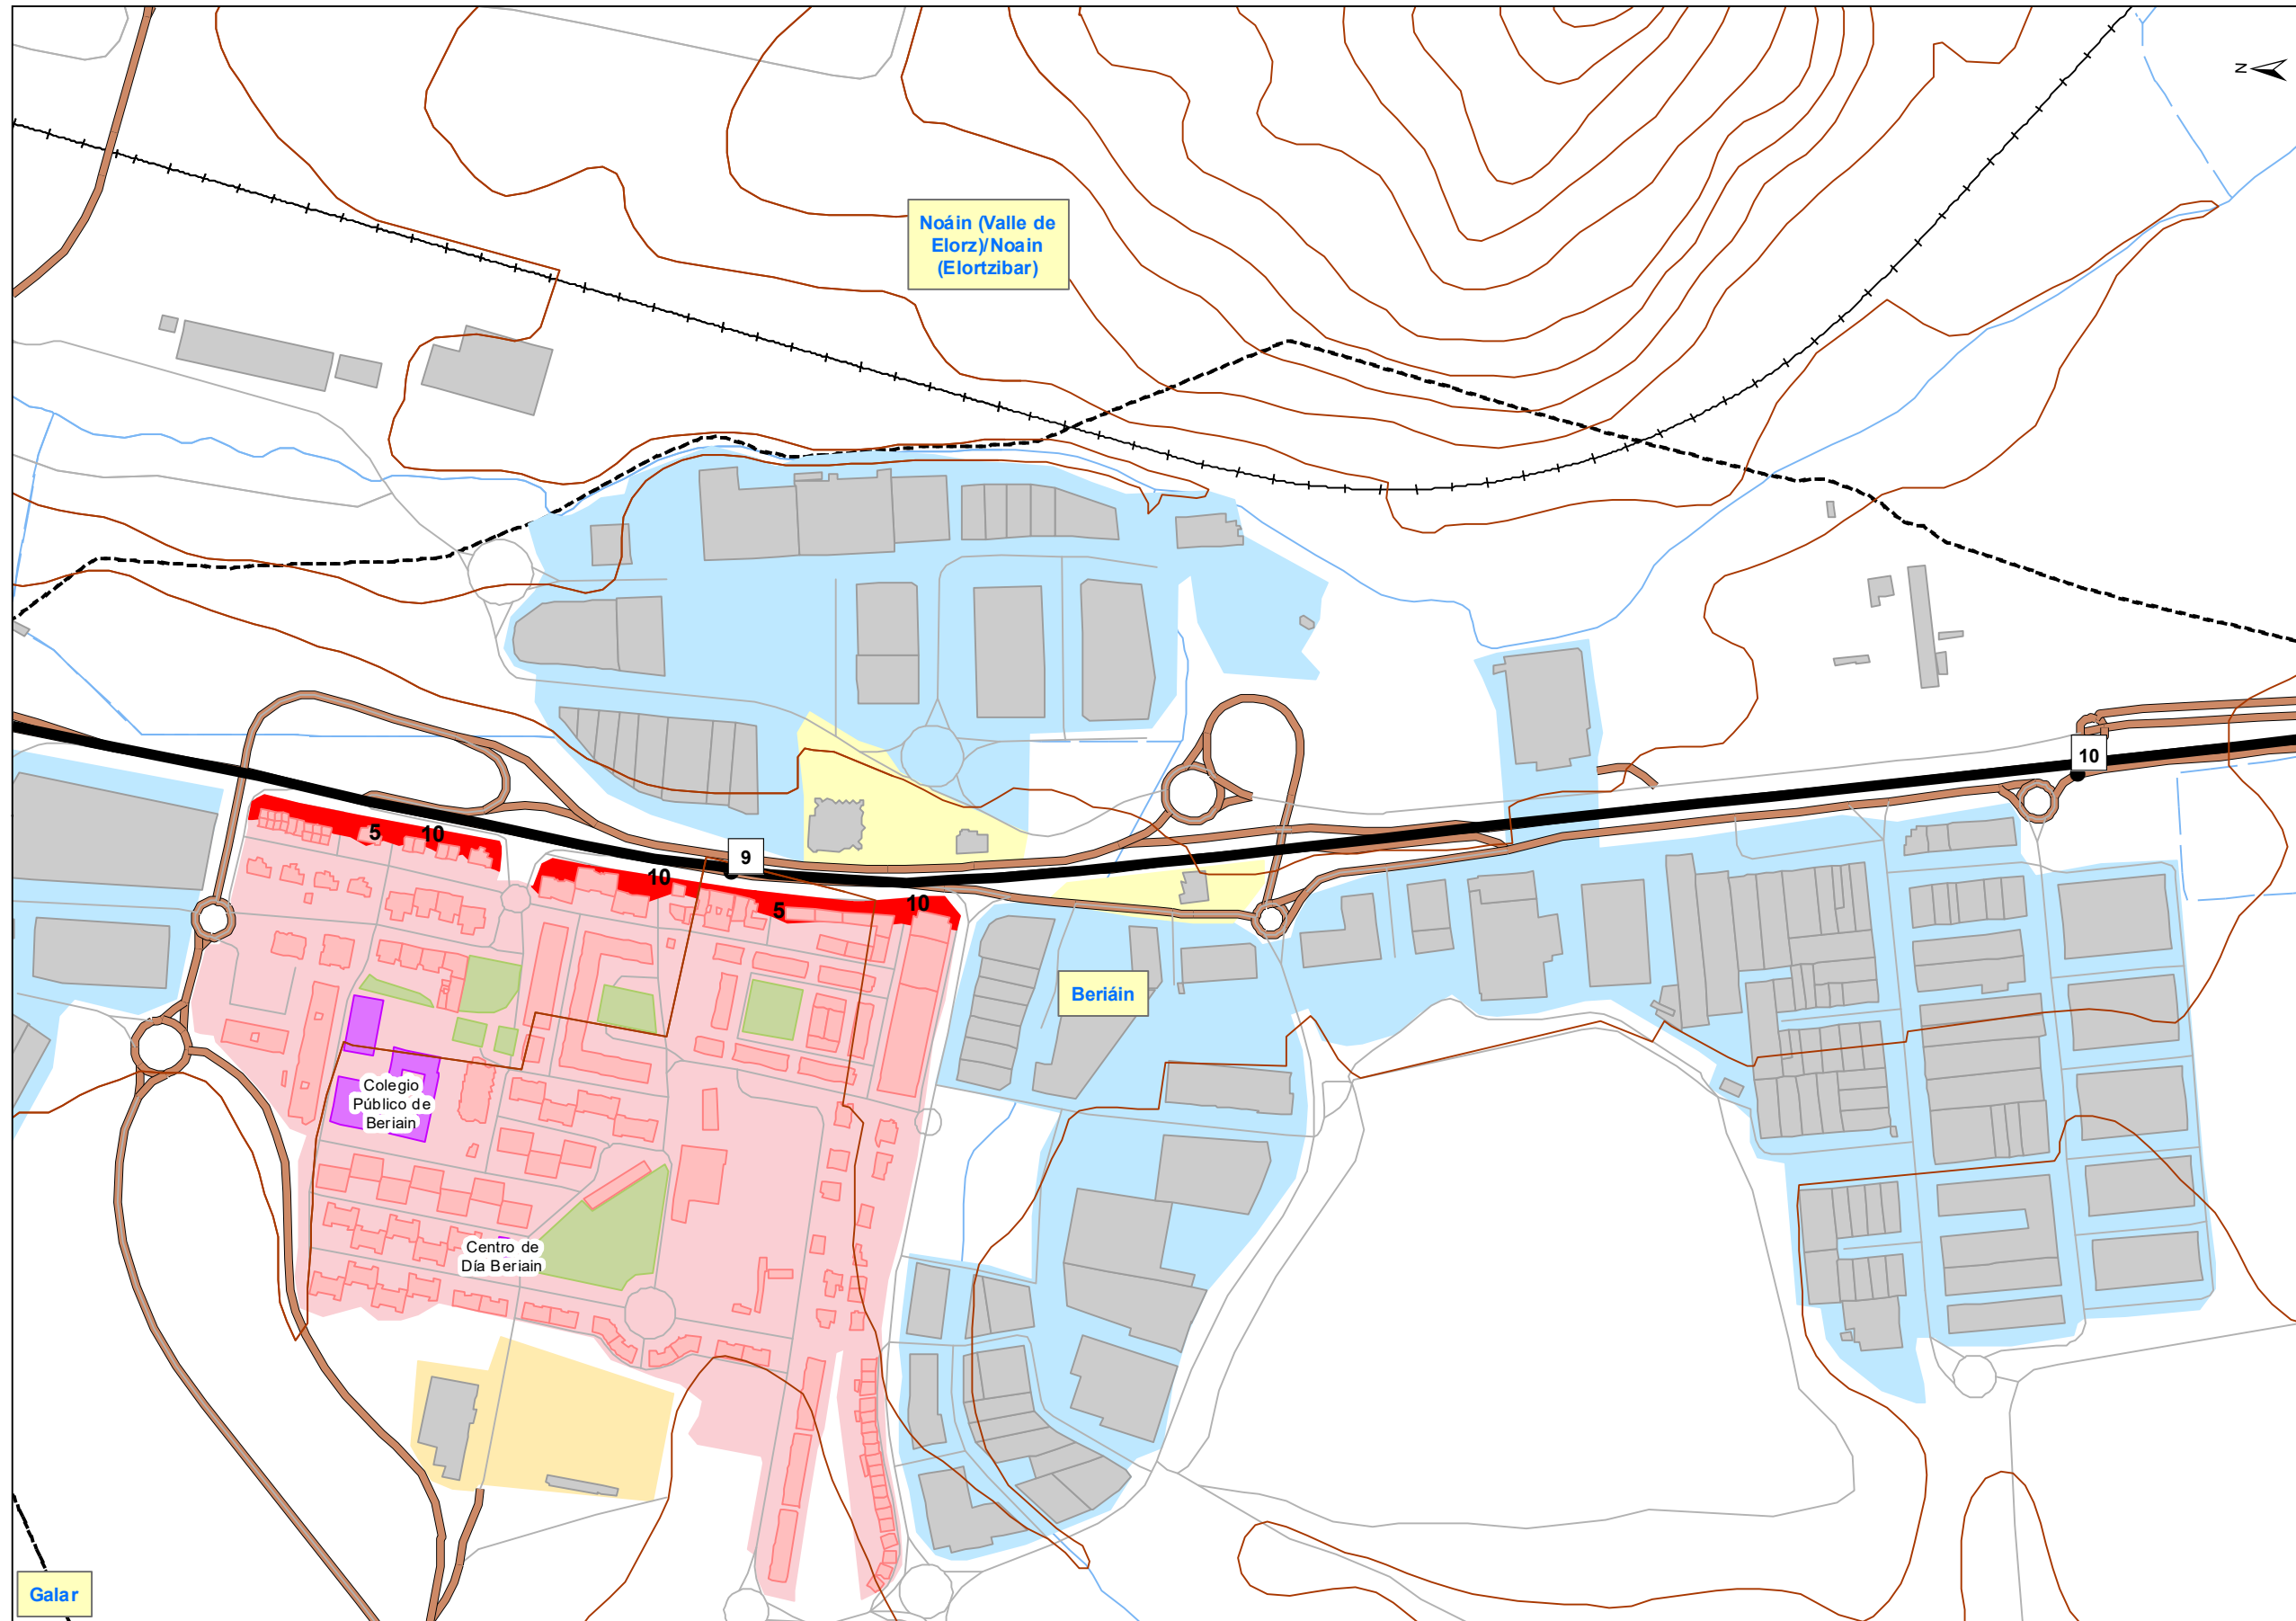 N
Noáin (Valle de
Elorz)/Noain
(Elortzibar)
10
5
10
9
10
5
10
Beriáin
Colegio
Público de
Beriain
Centro de
Día Beriain
Galar